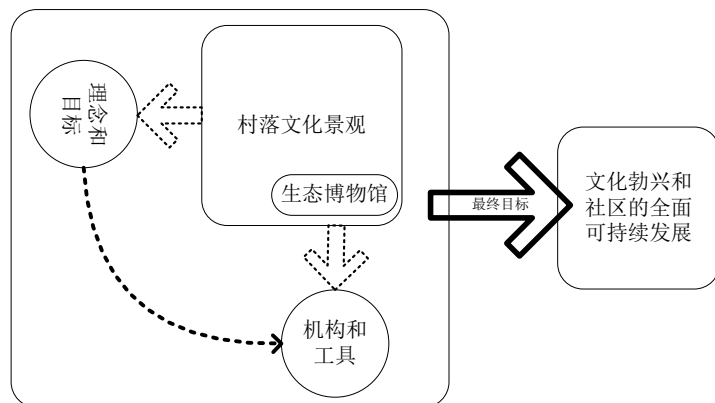 理念和
目标
村落文化景观
生态博物馆
最终目标
文化勃兴和
社区的全面
可持续发展
机构和
工具